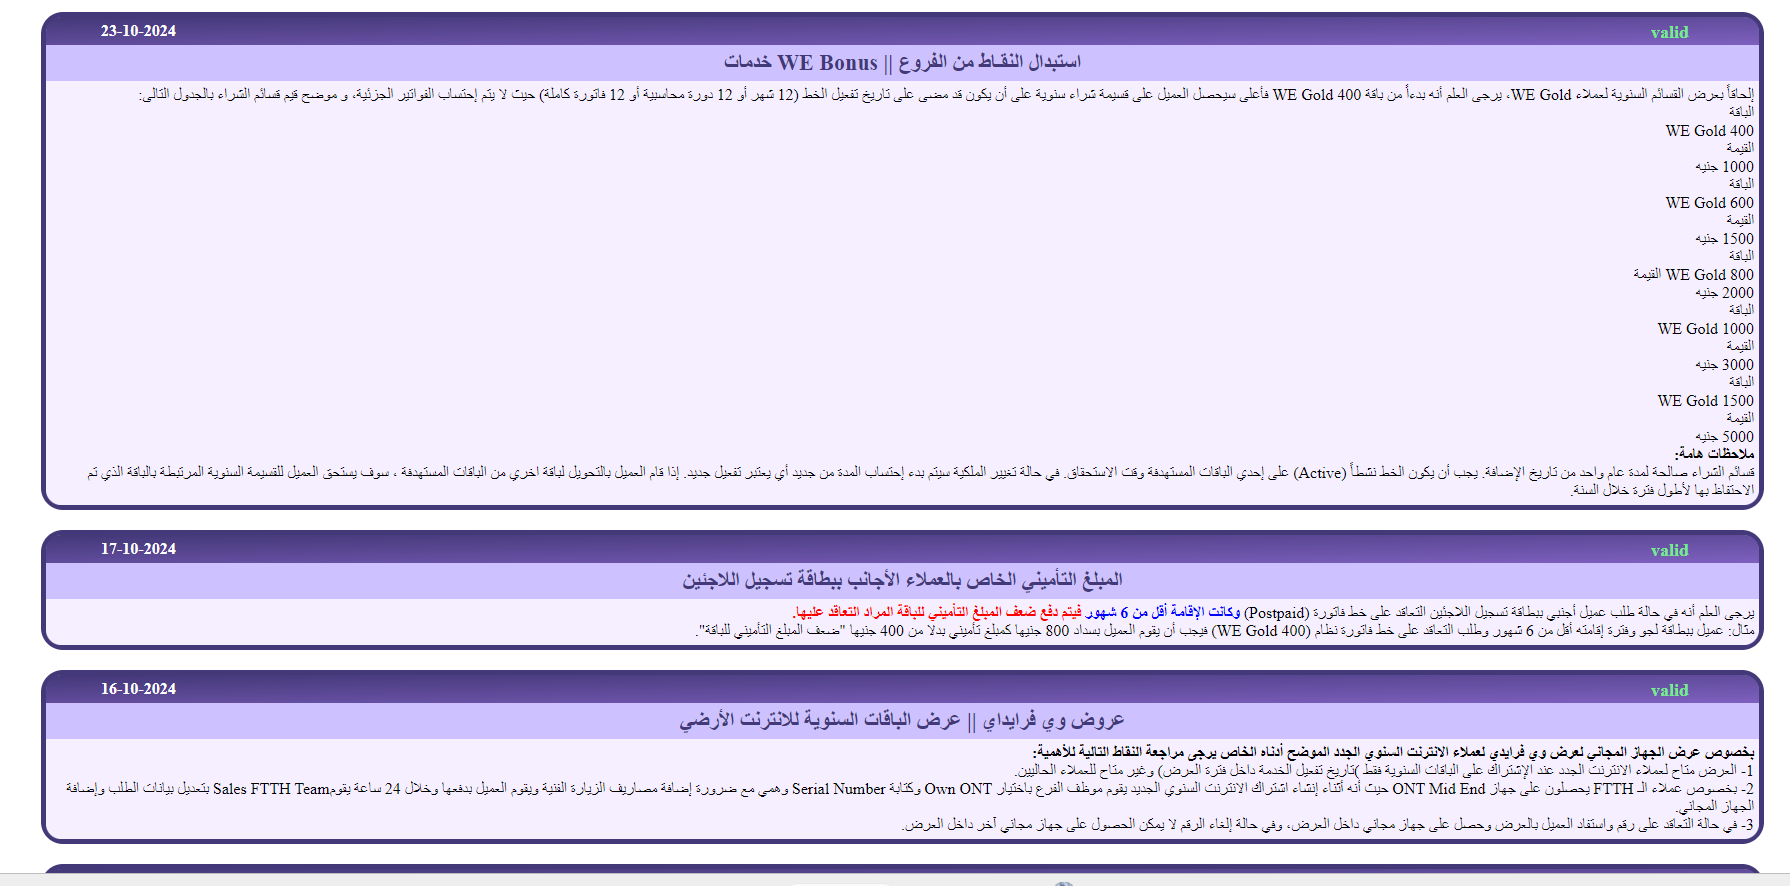 valid 23-10-2024
خدمات WE Bonus || استبدال النقـاط من الفروع
إلحاقاً بعرض القسائم السنوية لعملاء WE Gold، يرجى العلم أنه بدءاً من باقة WE Gold 400 فأعلى سيحصل العميل على قسيمة شراء سنوية على أن يكون قد مضى على تاريخ تفعيل الخط (12 شهر أو 12 دورة محاسبية أو 12 فاتورة كاملة) حيث لا يتم إحتساب الفواتير الجزئية، و موضح قيم قسائم الشراء بالجدول التالى:
الباقة
WE Gold 400
القيمة
1000 جنيه
الباقة
WE Gold 600
القيمة
1500 جنيه
الباقة
WE Gold 800 القيمة
2000 جنيه
الباقة
WE Gold 1000
القيمة
3000 جنيه
الباقة
WE Gold 1500
القيمة
5000 جنيه
ملاحظات هامة:
قسائم الشراء صالحة لمدة عام واحد من تاريخ الإضافة. يجب أن يكون الخط نشطاً (Active) على إحدي الباقات المستهدفة وقت الاستحقاق. في حالة تغيير الملكية سيتم بدء إحتساب المدة من جديد أي يعتبر تفعيل جديد. إذا قام العميل بالتحويل لباقة اخري من الباقات المستهدفة ، سوف يستحق العميل للقسيمة السنوية المرتبطة بالباقة الذي تم
الاحتفاظ بها لأطول فترة خلال السنة.
valid 17-10-2024
المبلغ التأميني الخاص بالعملاء الأجانب ببطاقة تسجيل اللاجئين
يرجى العلم أنه في حالة طلب عميل أجنبي ببطاقة تسجيل اللاجئين التعاقد على خط فاتورة (Postpaid) وكانت الإقامة أقل من 6 شهور. فيتم دفع ضعف المبلغ التأميني للباقة المراد التعاقد عليها.
مثال: عميل ببطاقة لجو وفترة إقامته أقل من 6 شهور وطلب التعاقد على خط فاتورة نظام (WE Gold 400) فيجب أن يقوم العميل بسداد 800 جنيها كمبلغ تأميني بدلا من 400 جنيها "ضعف المبلغ التأميني للباقة".
valid 16-10-2024
عروض وي فرايداي || عرض الباقات السنوية للانترنت الأرضي
بخصوص عرض الجهاز المجاني لعرض وي فرايدي لعملاء الانترنت السنوي الجدد الموضح أدناه الخاص يرجى مراجعة النقاط التالية للأهمية:
1- العرض متاح لعملاء الانترنت الجدد عند الإشتراك على الباقات السنوية فقط )تاريخ تفعيل الخدمة داخل فترة العرض) وغير متاح للعملاء الحاليين.
2- بخصوص عملاء الـ FTTH يحصلون على جهاز ONT Mid End حيث أنه أثناء إنشاء اشتراك الانترنت السنوي الجديد يقوم موظف الفرع باختيار Own ONT وكتابة Serial Number وهمي مع ضرورة إضافة مصاريف الزيارة الفنية ويقوم العميل بدفعها وخلال 24 ساعة يقومSales FTTH Team بتعديل بيانات الطلب وإضافة
الجهاز المجاني.
3- في حالة التعاقد على رقم واستفاد العميل بالعرض وحصل على جهاز مجاني داخل العرض، وفي حالة إلغاء الرقم لا يمكن الحصول على جهاز مجاني آخر داخل العرض.